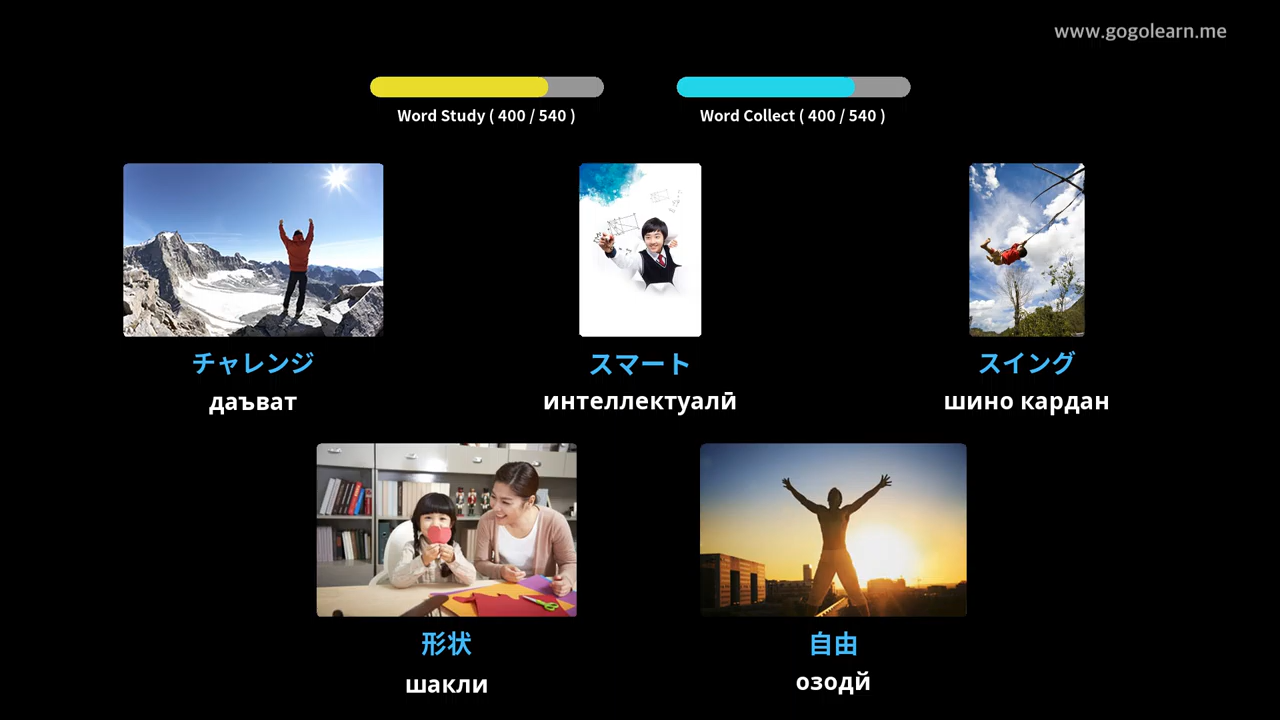 www.gogolearn.me
Word Study ( 400 / 540 )
Word Collect ( 400 / 540 )
チャレンジ
スマート
スイング
даъват
интеллектуалӣ
шино кардан
形状
自由
шакли
озодӣ